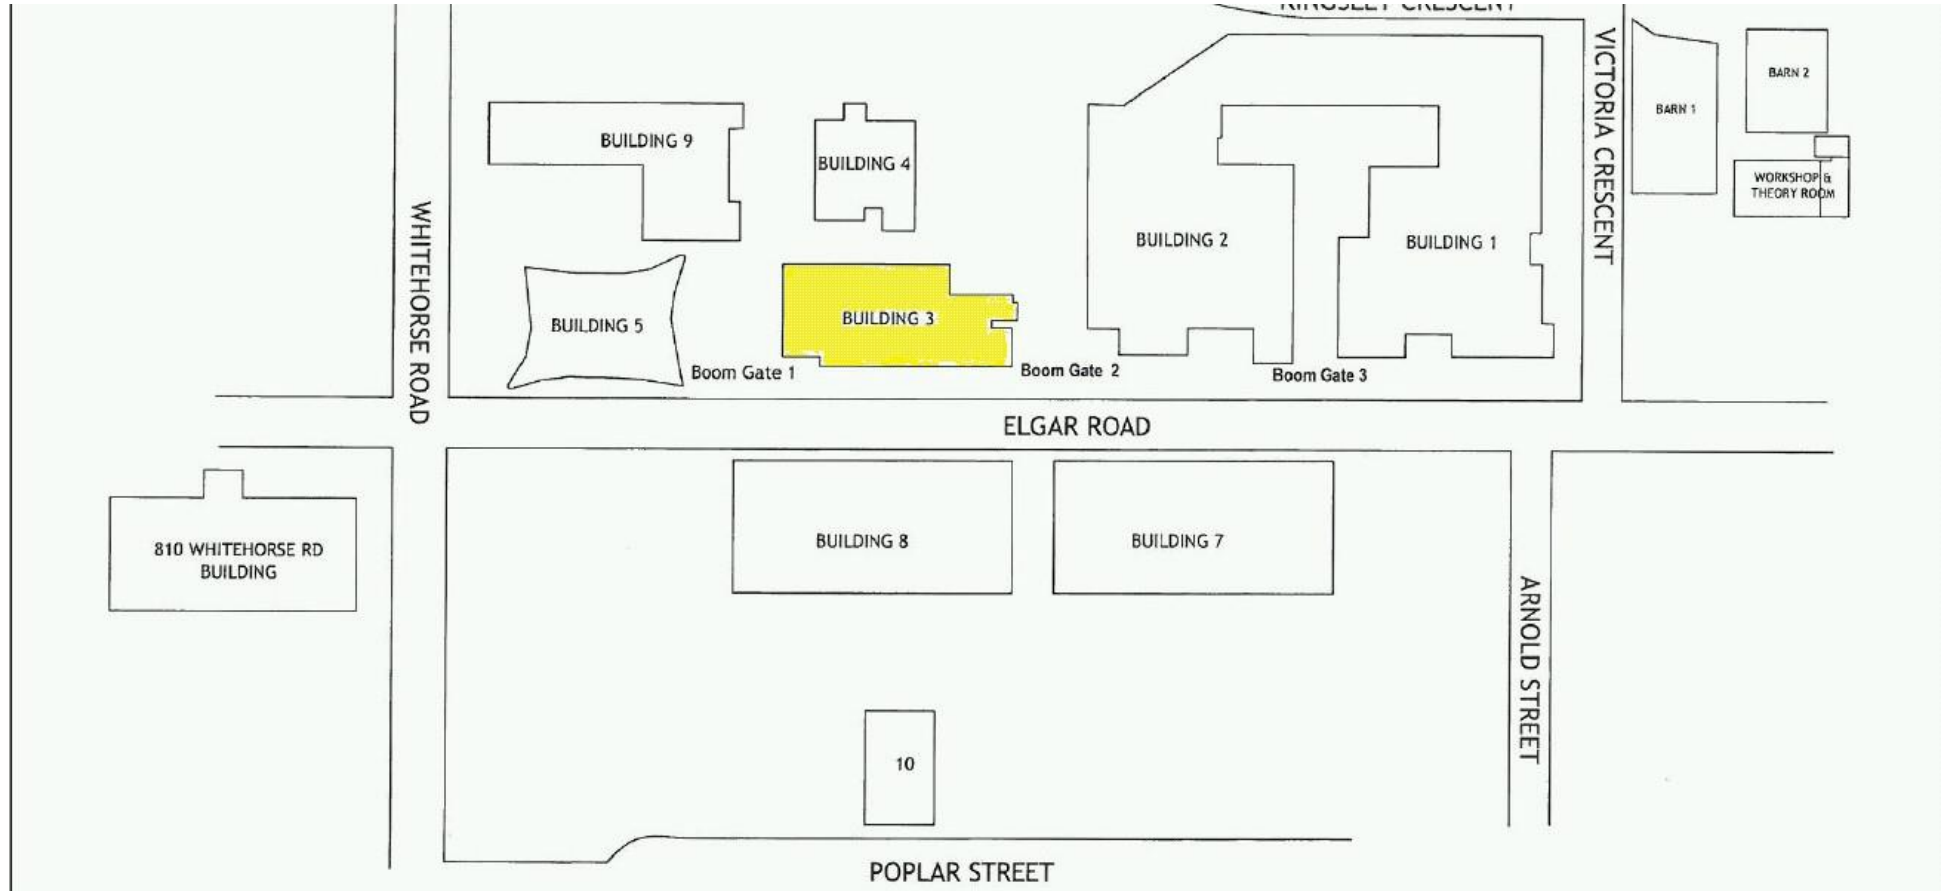 KINGSLEY CRESCENT
VICTORIA CRESCENT
BARN 2
BARN 1
BUILDING 9
BUILDING 4
WORKSHOP &
THEORY ROOM
WHITEHORSE ROAD
BUILDING 2
BUILDING 1
BUILDING 5
BUILDING 3
Boom Gate 1
Boom Gate 2
Boom Gate 3
ELGAR ROAD
810 WHITEHORSE RD
BUILDING
BUILDING 8
BUILDING 7
ARNOLD STREET
10
POPLAR STREET